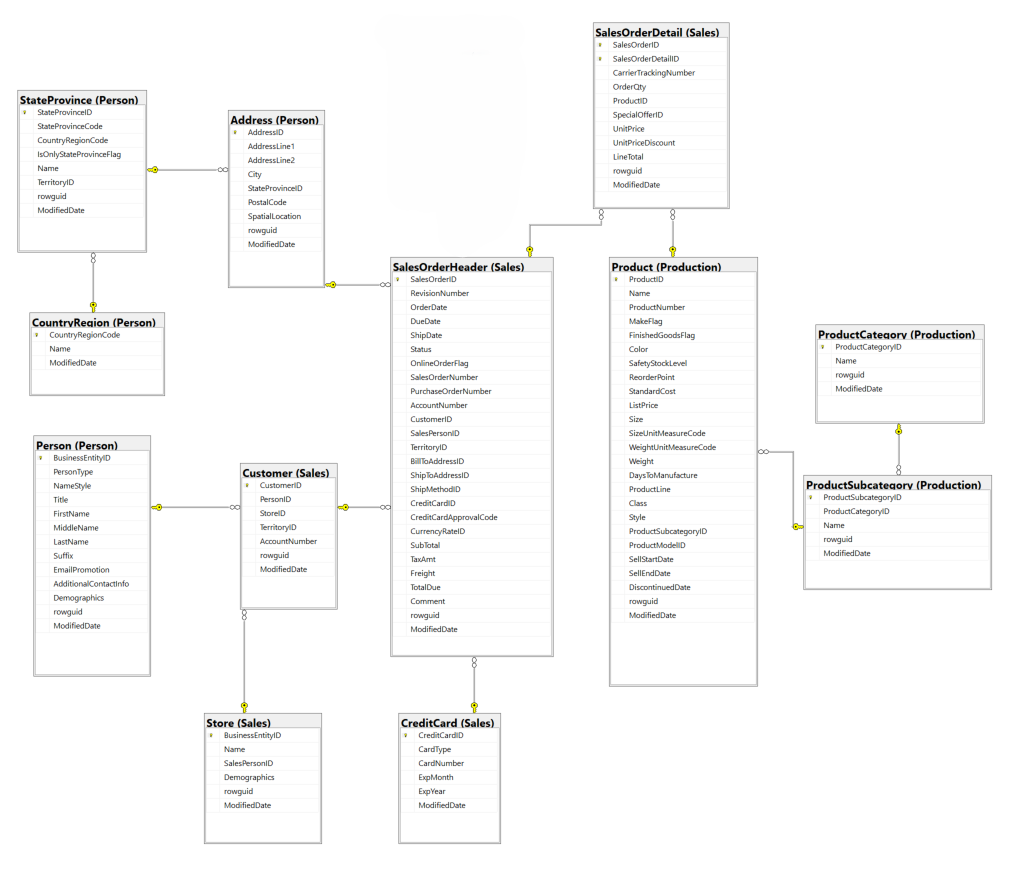 SalesOrderDetail (Sales)
SalesOrderID
SalesOrderDetailID
CarrierTrackingNumber
OrderQty
ProductID
SpecialOfferID
UnitPrice
UnitPriceDiscount
LineTotal
rowguid
ModifiedDate
StateProvince (Person)
StateProvinceID
StateProvinceCode
CountryRegionCode
IsOnlyStateProvinceFlag
Name
TerritoryID
rowguid
ModifiedDate
Address (Person)
AddressID
AddressLine1
AddressLine2
City
StateProvinceID
PostalCode
SpatialLocation
rowguid
ModifiedDate
SalesOrderHeader (Sales)
SalesOrderID
RevisionNumber
OrderDate
DueDate
ShipDate
Status
OnlineOrderFlag
SalesOrderNumber
PurchaseOrderNumber
AccountNumber
CustomerID
SalesPersonID
TerritoryID
BillToAddressID
ShipToAddressID
ShipMethodID
CreditCardID
CreditCardApprovalCode
CurrencyRateID
SubTotal
TaxAmt
Freight
TotalDue
Comment
rowguid
ModifiedDate
Product (Production)
ProductID
Name
ProductNumber
MakeFlag
FinishedGoodsFlag
Color
SafetyStockLevel
ReorderPoint
StandardCost
ListPrice
Size
SizeUnitMeasureCode
WeightUnitMeasureCode
Weight
DaysToManufacture
ProductLine
Class
Style
ProductSubcategoryID
ProductModelID
SellStartDate
SellEndDate
DiscontinuedDate
rowguid
ModifiedDate
CountryRegion (Person)
CountryRegionCode
Name
ModifiedDate
ProductCategory (Production)
ProductCategoryID
Name
rowguid
ModifiedDate
Person (Person)
BusinessEntityID
PersonType
NameStyle
Title
FirstName
MiddleName
LastName
Suffix
EmailPromotion
AdditionalContactInfo
Demographics
rowguid
ModifiedDate
Customer (Sales)
CustomerID
PersonID
StoreID
TerritoryID
AccountNumber
rowguid
ModifiedDate
ProductSubcategory (Production)
ProductSubcategoryID
ProductCategoryID
Name
rowguid
ModifiedDate
Store (Sales)
BusinessEntityID
Name
SalesPersonID
Demographics
rowguid
ModifiedDate
CreditCard (Sales)
CreditCardID
CardType
CardNumber
ExpMonth
ExpYear
ModifiedDate